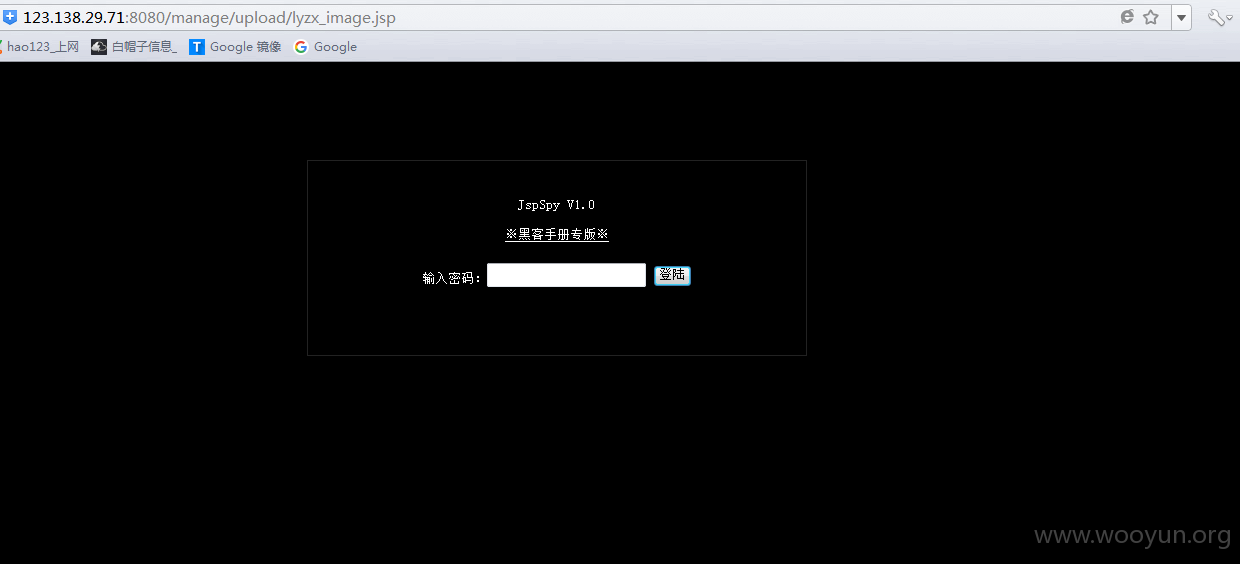 123.138.29.71:8080/manage/upload/lyzx_image.jsp
hao123_上网 白帽子信息_ T Google 镜像 G Google
JspSpy V1.0
※黑客手册专版※
输入密码: 登陆
www.wooyun.org